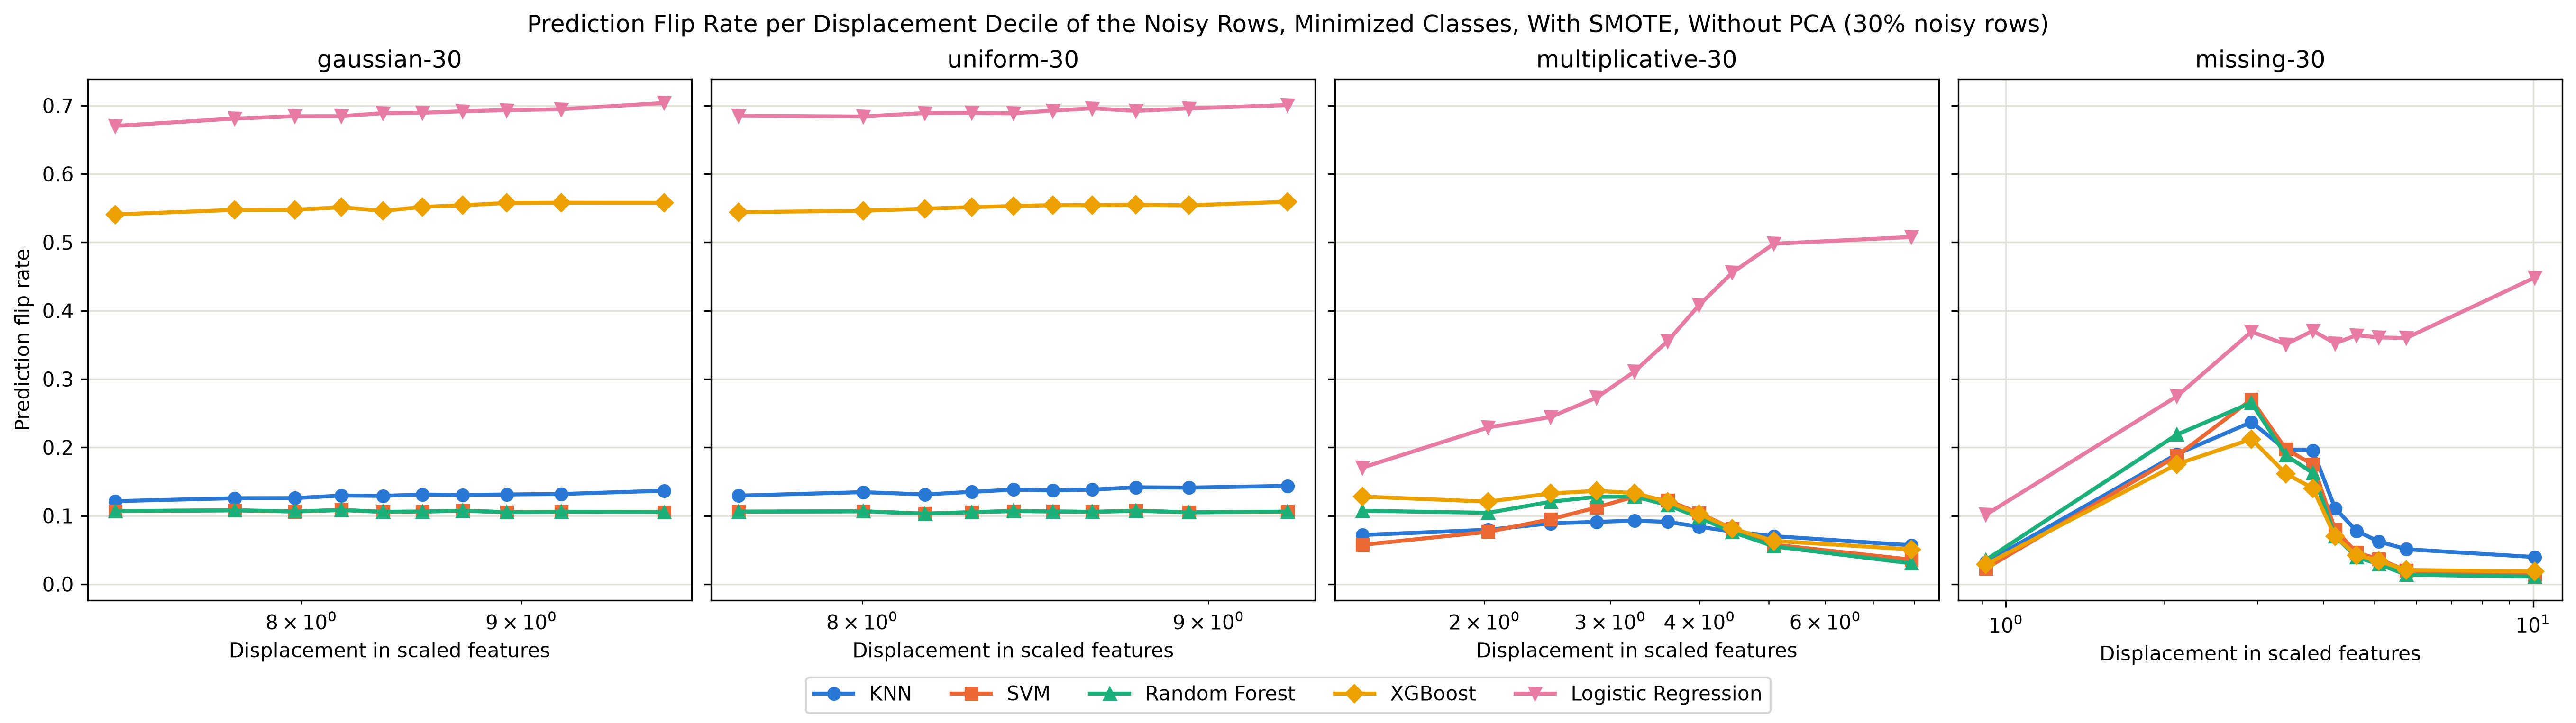 Prediction Flip Rate per Displacement Decile of the Noisy Rows, Minimized Classes, With SMOTE, Without PCA (30% noisy rows)
gaussian-30
uniform-30
multiplicative-30
missing-30
Prediction flip rate
0.7
0.6
0.5
0.4
0.3
0.2
0.1
0.0
8 × 10⁰ 9 × 10⁰
8 × 10⁰ 9 × 10⁰
2 × 10⁰ 3 × 10⁰ 4 × 10⁰ 6 × 10⁰
10⁰ 10¹
Displacement in scaled features
Displacement in scaled features
Displacement in scaled features
Displacement in scaled features
KNN SVM Random Forest XGBoost Logistic Regression